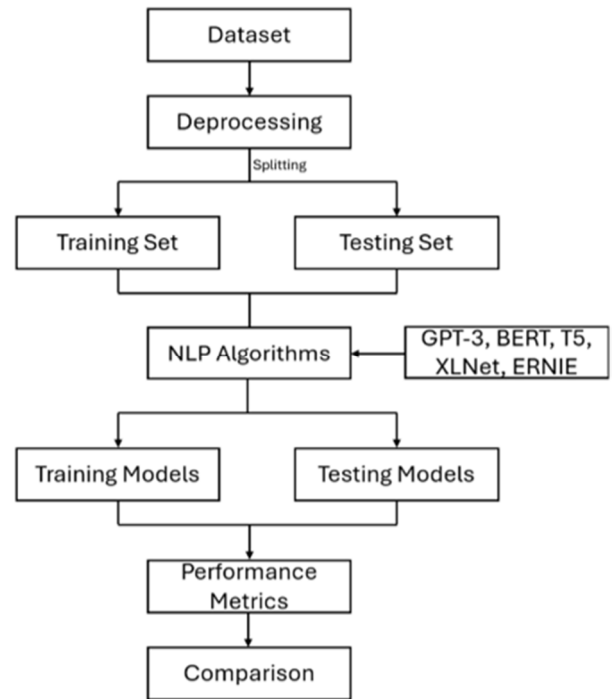 Dataset
Deprocessing
Splitting
Training Set
Testing Set
NLP Algorithms
GPT-3, BERT, T5,
XLNet, ERNIE
Training Models
Testing Models
Performance
Metrics
Comparison